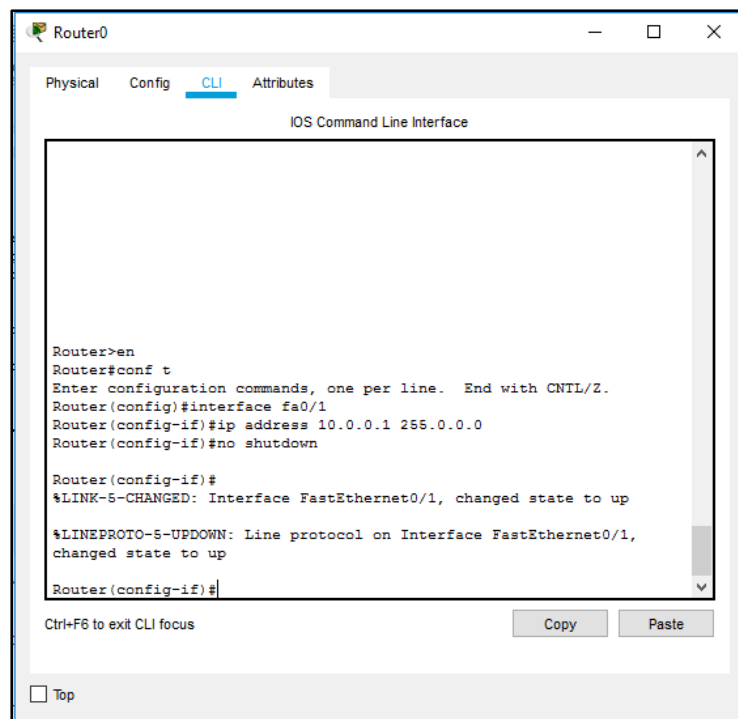 Router0
Physical Config CLI Attributes
IOS Command Line Interface
Router>en
Router#conf t
Enter configuration commands, one per line.  End with CNTL/Z.
Router(config)#interface fa0/1
Router(config-if)#ip address 10.0.0.1 255.0.0.0
Router(config-if)#no shutdown
Router(config-if)#
%LINK-5-CHANGED: Interface FastEthernet0/1, changed state to up
%LINEPROTO-5-UPDOWN: Line protocol on Interface FastEthernet0/1,
changed state to up
Router(config-if)#
Ctrl+F6 to exit CLI focus
Copy Paste
Top